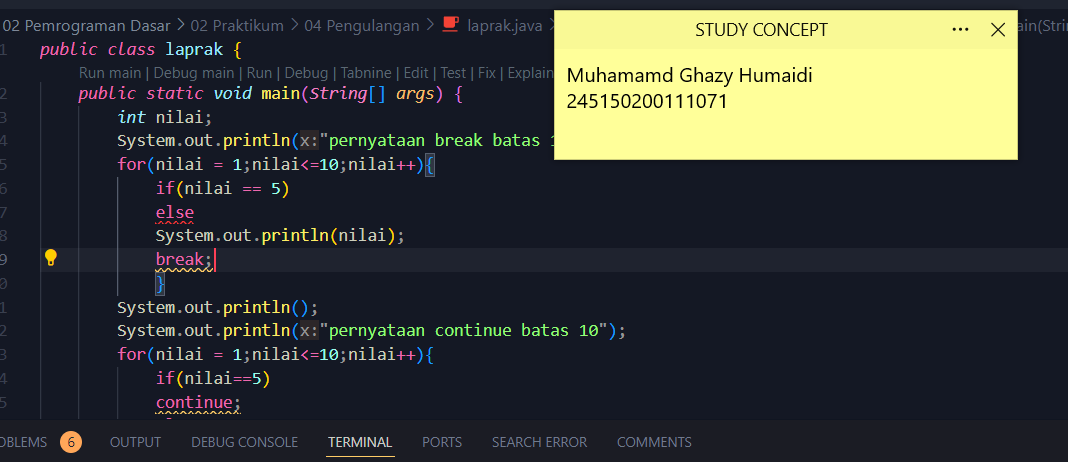 02 Pemrograman Dasar > 02 Praktikum > 04 Pengulangan > laprak.java >
STUDY CONCEPT ··· ×
Muhamamd Ghazy Humaidi
245150200111071
1 public class laprak {
Run main | Debug main | Run | Debug | Tabnine | Edit | Test | Fix | Explain
2 public static void main(String[] args) {
3 int nilai;
4 System.out.println(x:"pernyataan break batas
5 for(nilai = 1;nilai<=10;nilai++){
6 if(nilai == 5)
7 else
8 System.out.println(nilai);
9 break;
0 }
1 System.out.println();
2 System.out.println(x:"pernyataan continue batas 10");
3 for(nilai = 1;nilai<=10;nilai++){
4 if(nilai==5)
5 continue;
OBLEMS 6 OUTPUT DEBUG CONSOLE TERMINAL PORTS SEARCH ERROR COMMENTS